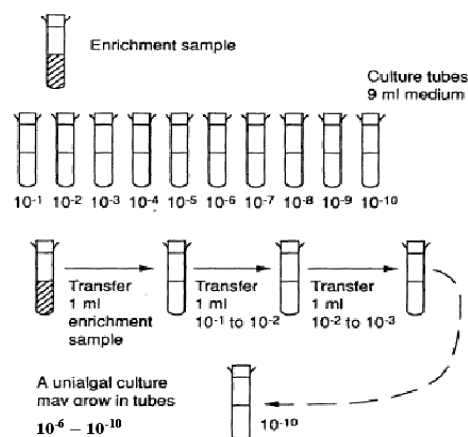 Enrichment sample
Culture tubes
9 ml medium
10⁻¹ 10⁻² 10⁻³ 10⁻⁴ 10⁻⁵ 10⁻⁶ 10⁻⁷ 10⁻⁸ 10⁻⁹ 10⁻¹⁰
Transfer
1 ml
enrichment
sample
Transfer
1 ml
10⁻¹ to 10⁻²
Transfer
1 ml
10⁻² to 10⁻³
A unialgal culture
may grow in tubes
10⁻⁶ – 10⁻¹⁰
10⁻¹⁰